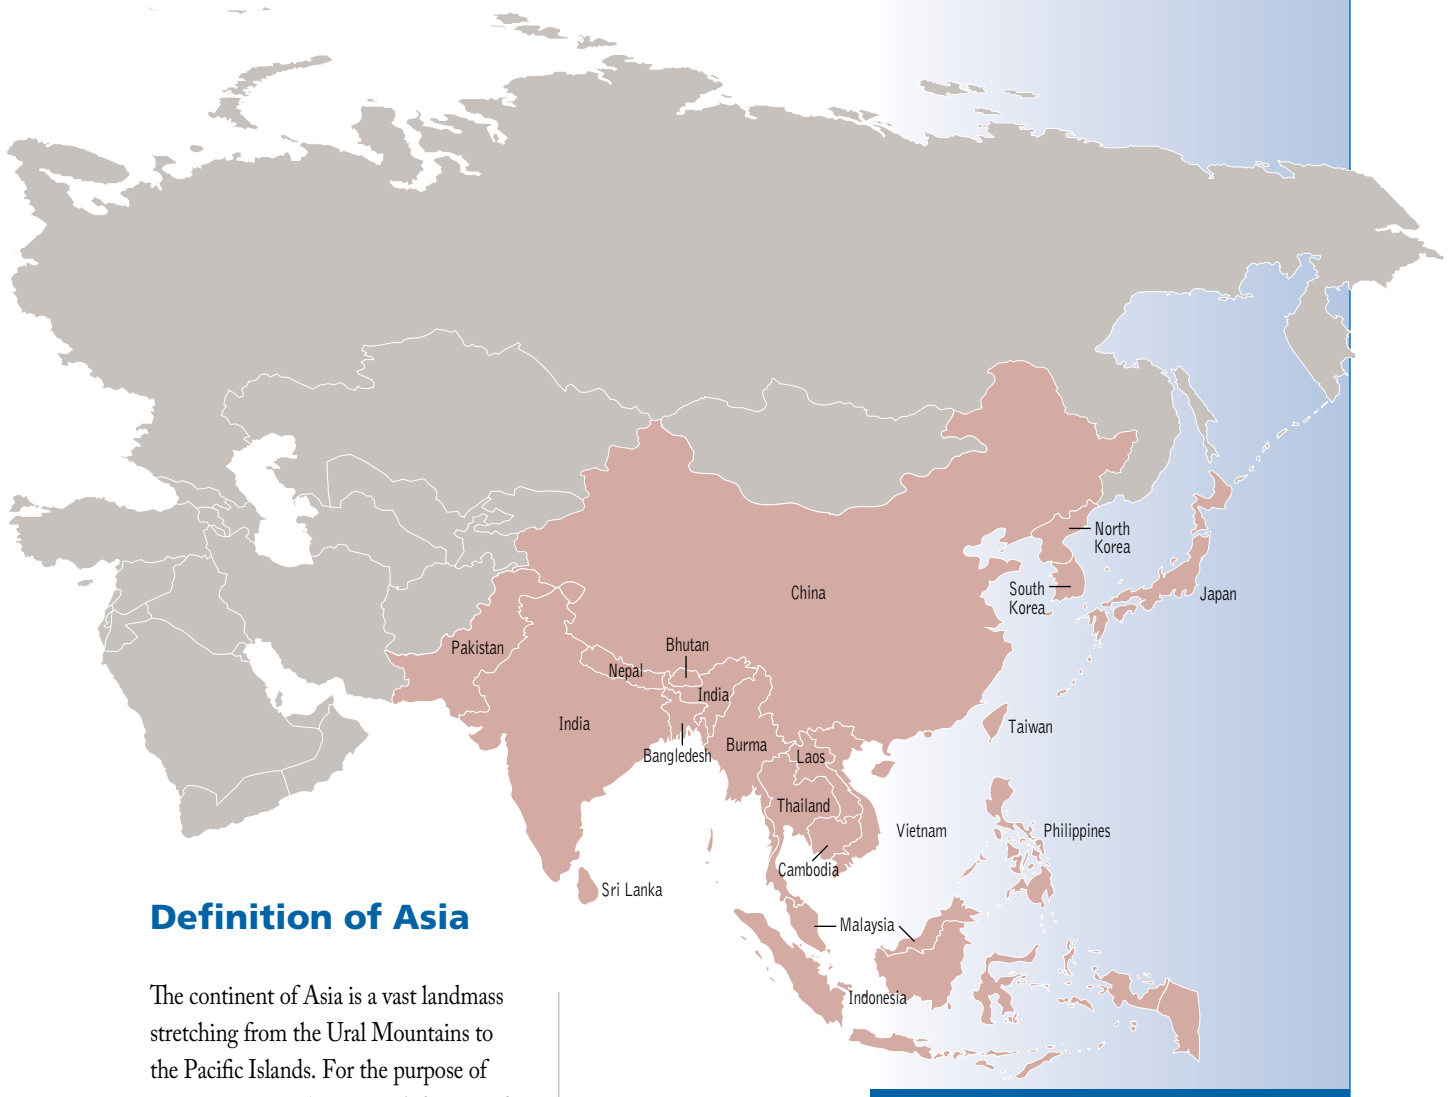 North
Korea
China
South
Korea
Japan
Bhutan
Pakistan
Nepal
India
India
Taiwan
Burma
Bangledesh
Laos
Thailand
Vietnam
Philippines
Cambodia
Sri Lanka
Malaysia
Indonesia
Definition of Asia
The continent of Asia is a vast landmass
stretching from the Ural Mountains to
the Pacific Islands. For the purpose of